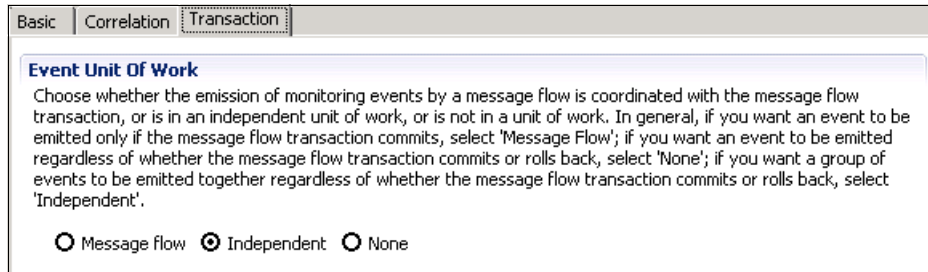 Basic Correlation Transaction
Event Unit Of Work
Choose whether the emission of monitoring events by a message flow is coordinated with the message flow
transaction, or is in an independent unit of work, or is not in a unit of work. In general, if you want an event to be
emitted only if the message flow transaction commits, select 'Message Flow'; if you want an event to be emitted
regardless of whether the message flow transaction commits or rolls back, select 'None'; if you want a group of
events to be emitted together regardless of whether the message flow transaction commits or rolls back, select
'Independent'.
Message flow Independent None